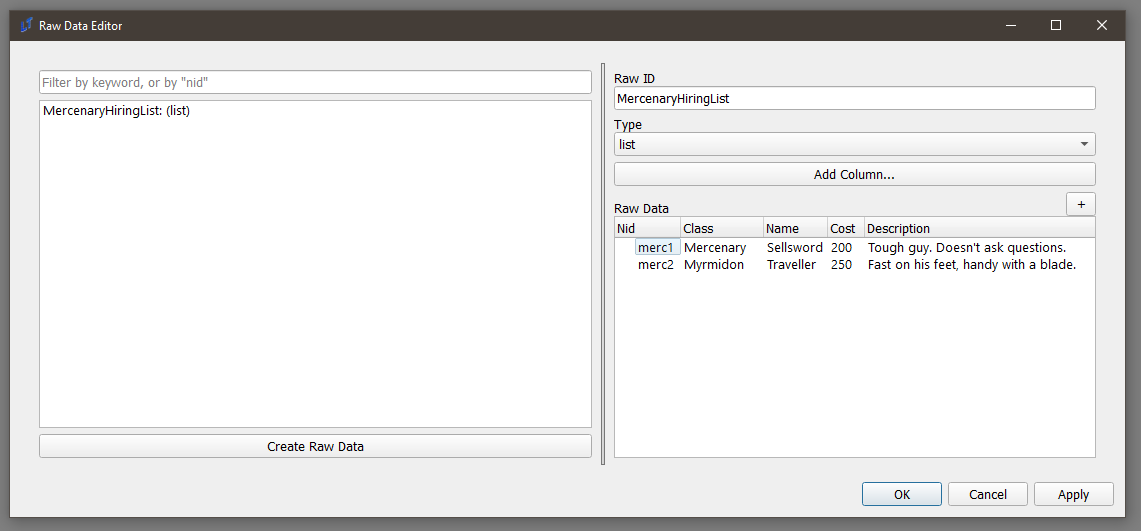 Raw Data Editor
Filter by keyword, or by "nid"
MercenaryHiringList: (list)
Create Raw Data
Raw ID
MercenaryHiringList
Type
list
Add Column...
Raw Data
+
Nid Class Name Cost Description
merc1 Mercenary Sellsword 200 Tough guy. Doesn't ask questions.
merc2 Myrmidon Traveller 250 Fast on his feet, handy with a blade.
OK Cancel Apply